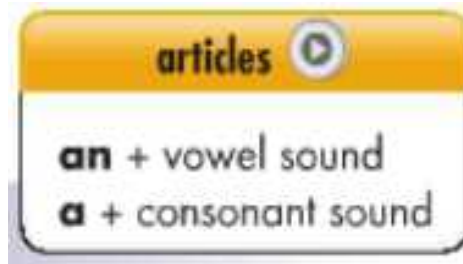 articles
an + vowel sound
a + consonant sound